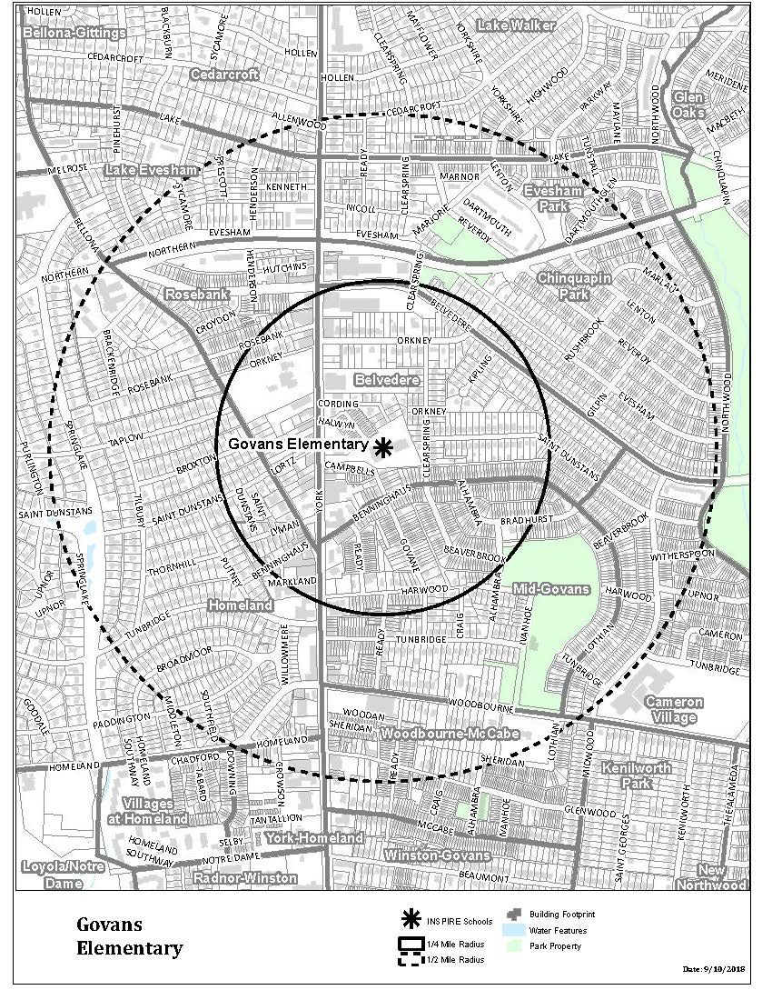 HOLLEN
BLACKBURN
SYCAMORE
MAYFLOWER
YORKSHIRE
Lake Walker
Bellona-Gittings
CLEARSPRING
CEDARCROFT
HOLLEN
Cedarcroft
HOLLEN
HIGHWOOD
MERIDENE
YORKSHIRE
PARKWAY
NORTHWOOD
Glen
Oaks
CEDARCROFT
MACBETH
LAKE
ALLENWOOD
PINEHURST
MAYLANE
TUNSTALL
LAKE
MELROSE
Lake Evesham
PRISCOTT
READY
CLEARSPRING
MARNOR
LENTON
CHINQUAPIN
HENDERSON
KENNETH
SYCAMORE
Evesham
Park
GLEN
DARTMOUTH
NICOLL
DARTMOUTH
MARJORIE
REVERDY
BELLONA
EVESHAM
EVESHAM
NORTHERN
NORTHERN
HENDERSON
HUTCHINS
CLEARSPRING
Chinquapin
Park
MARLAU
Rosebank
BELVEDERE
LENTON
CROYDON
ROSEBANK
ORKNEY
RUSHBROOK
REVERDY
BRACKENRIDGE
ORKNEY
KIPLING
ROSEBANK
Belvedere
NORTHWOOD
CORDING
ORKNEY
GILPIN
EVESHAM
HALWYN
SPRINGLAKE
TAPLOW
Govans Elementary
CLEARSPRING
SAINT DUNSTANS
PURLINGTON
BROXTON
LORTZ
CAMPBELLS
YORK
BENNINGHAUS
ALHAMBRA
SAINT DUNSTANS
TILBURY
SAINT DUNSTANS
SAINT
DUNSTANS
LYMAN
BRADHURST
BEAVERBROOK
SPRINGLAKE
READY
GOVANE
BEAVERBROOK
WITHERSPOON
THORNHILL
PUTNEY
BENNINGHAUS
MARKLAND
UPNOR
HARWOOD
ALHAMBRA
Mid-Govans
HARWOOD
UPNOR
UPNOR
Homeland
TUNBRIDGE
WILLOWMERE
READY
TUNBRIDGE
CRAIG
IVANHOE
LOTHIAN
CAMERON
BROADMOOR
TUNBRIDGE
TUNBRIDGE
GOODALE
MIDDLETON
SOUTHFIELD
WOODBOURNE
Cameron
Village
PADDINGTON
WOODAN
SHERIDAN
Woodbourne-McCabe
HOMELAND
HOMELAND
SOUTHWAY
CHADFORD
HOMELAND
READY
SHERIDAN
LOTHIAN
MIDWOOD
Kenilworth
Park
TABARD
DOWNING
CROWSON
THE ALAMEDA
Villages
at Homeland
CRAIG
ALHAMBRA
IVANHOE
GLENWOOD
KENILWORTH
TANTALLION
MCCABE
HOMELAND
SOUTHWAY
SELBY
York-Homeland
SAINT GEORGES
NOTRE DAME
Winston-Govans
Loyola/Notre
Dame
Radnor-Winston
BEAUMONT
New
Northwood
Govans
Elementary
INSPIRE Schools
1/4 Mile Radius
1/2 Mile Radius
Building Footprint
Water Features
Park Property
Date: 9/10/2018